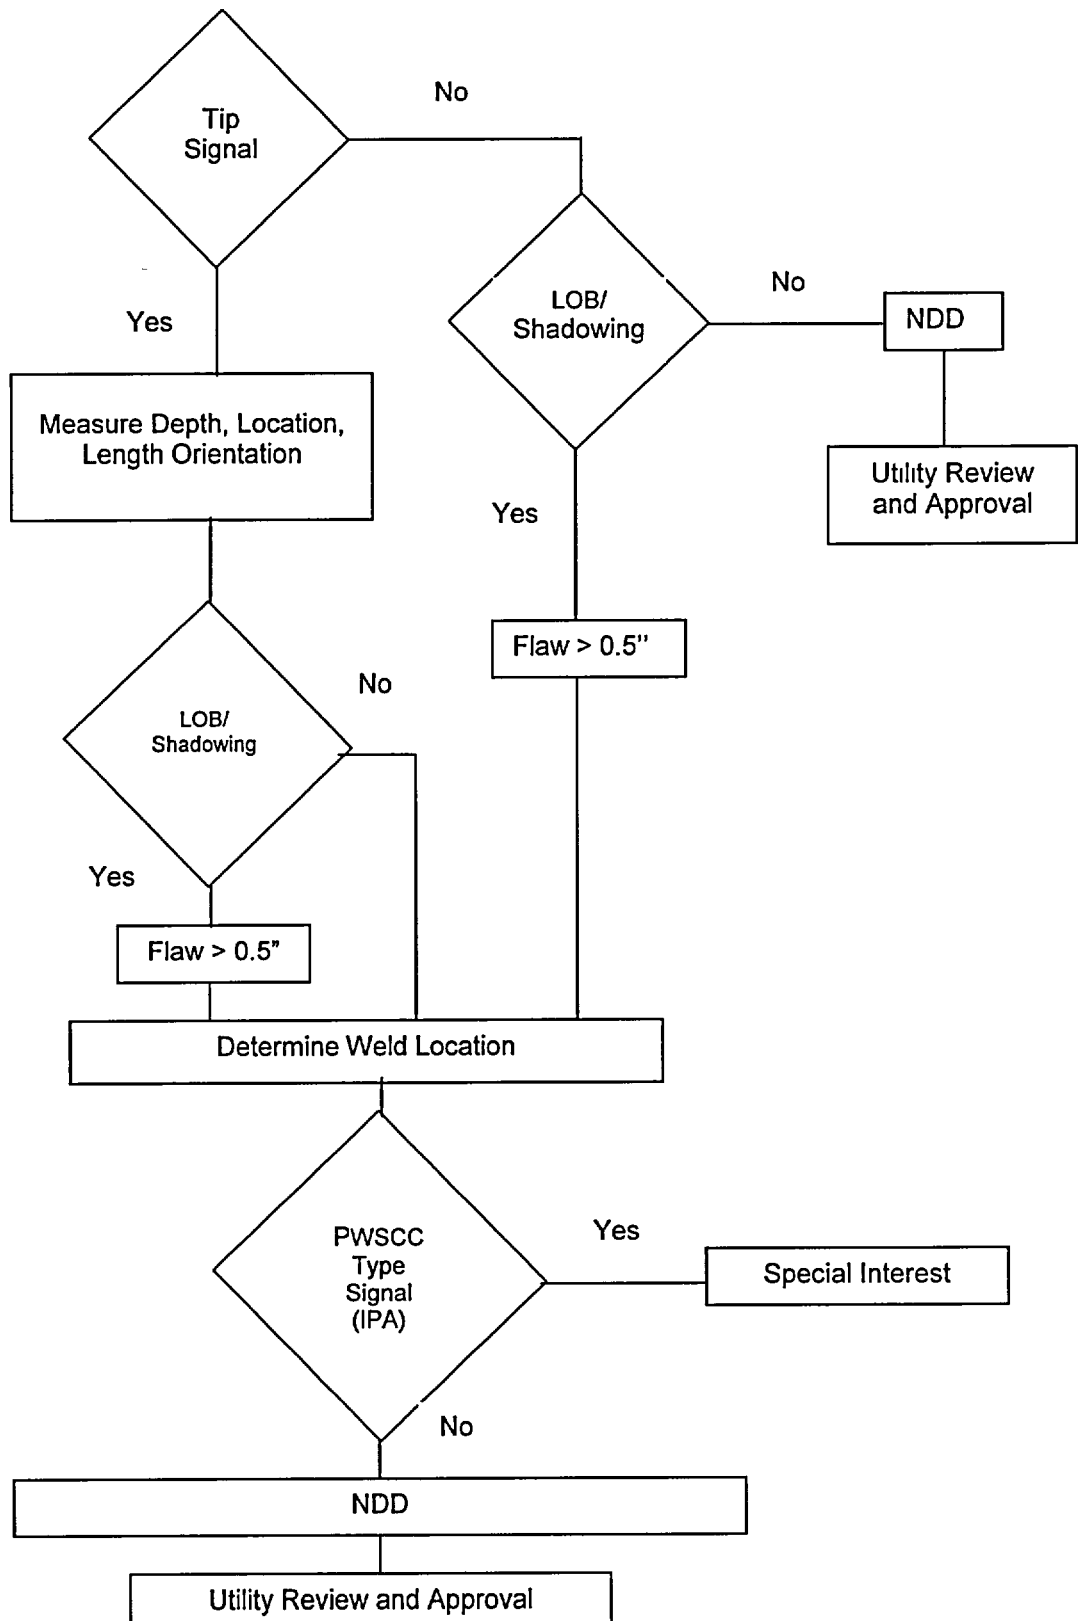 No
Tip
Signal
No
LOB/
Shadowing
NDD
Yes
Measure Depth, Location,
Length Orientation
Utility Review
and Approval
Yes
Flaw > 0.5"
No
LOB/
Shadowing
Yes
Flaw > 0.5"
Determine Weld Location
PWSCC
Type
Signal
(IPA)
Yes
Special Interest
No
NDD
Utility Review and Approval